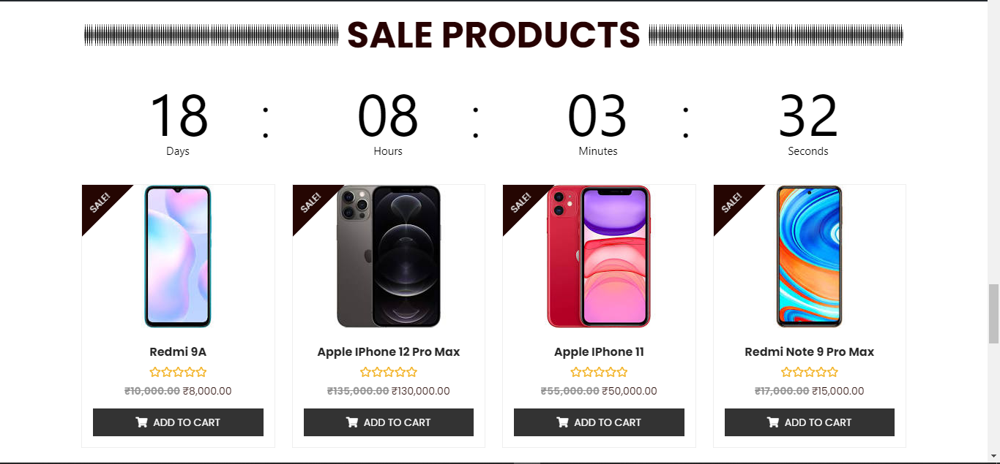 SALE PRODUCTS
18 : 08 : 03 : 32
Days Hours Minutes Seconds
SALE! SALE! SALE! SALE!
Redmi 9A Apple IPhone 12 Pro Max Apple IPhone 11 Redmi Note 9 Pro Max
₹10,000.00 ₹8,000.00 ₹135,000.00 ₹130,000.00 ₹55,000.00 ₹50,000.00 ₹17,000.00 ₹15,000.00
ADD TO CART ADD TO CART ADD TO CART ADD TO CART